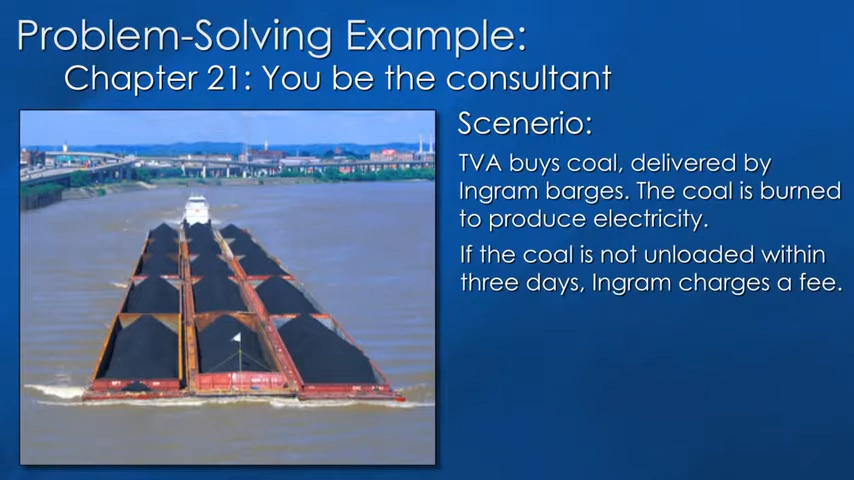 Problem-Solving Example:
Chapter 21: You be the consultant
Scenerio:
TVA buys coal, delivered by
Ingram barges. The coal is burned
to produce electricity.
If the coal is not unloaded within
three days, Ingram charges a fee.